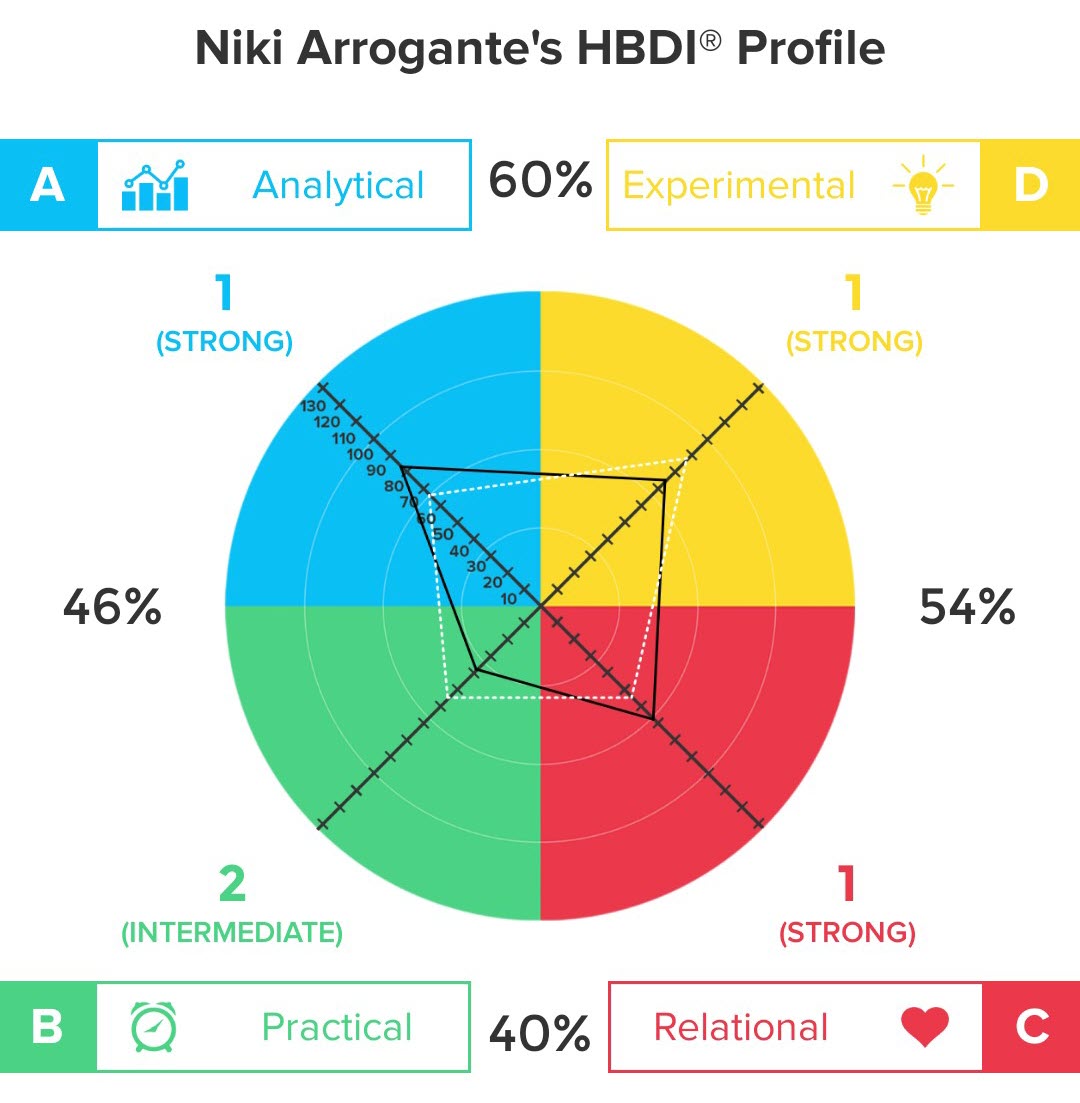 Niki Arrogante's HBDI® Profile
A Analytical 60% Experimental D
1
(STRONG)
1
(STRONG)
130
120
110
100
90
80
70
60
50
40
30
20
10
46%
54%
2
(INTERMEDIATE)
1
(STRONG)
B Practical 40% Relational C